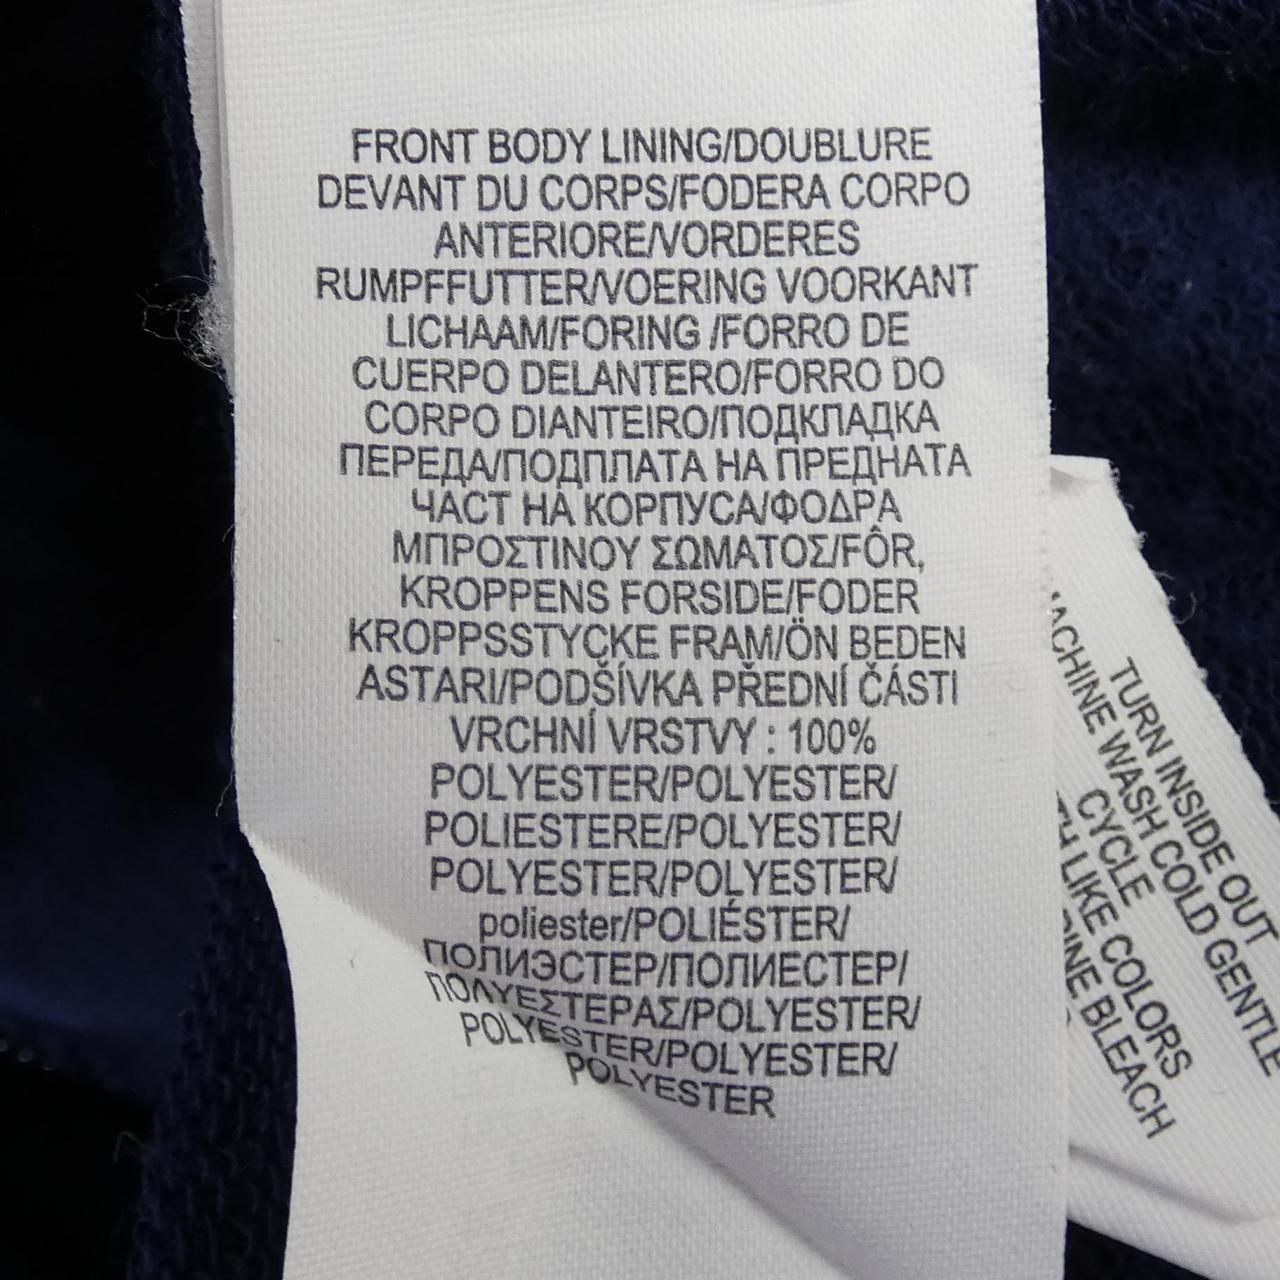 FRONT BODY LINING/DOUBLURE
DEVANT DU CORPS/FODERA CORPO
ANTERIORE/VORDERES
RUMPFFUTTER/VOERING VOORKANT
LICHAAM/FORING /FORRO DE
CUERPO DELANTERO/FORRO DO
CORPO DIANTEIRO/ПОДКЛАДКА
ПЕРЕДА/ПОДПЛАТА НА ПРЕДНАТА
ЧАСТ НА КОРПУСА/ΦΟΔΡΑ
ΜΠΡΟΣΤΙΝΟΥ ΣΩΜΑΤΟΣ/FÔR,
KROPPENS FORSIDE/FODER
KROPPSSTYCKE FRAM/ÖN BEDEN
ASTARI/PODŠÍVKA PŘEDNÍ ČÁSTI
VRCHNÍ VRSTVY : 100%
POLYESTER/POLYESTER/
POLIESTERE/POLYESTER/
POLYESTER/POLYESTER/
poliester/POLIÉSTER/
ПОЛИЭСТЕР/ПОЛИЕСТЕР/
ΠΟΛΥΕΣΤΕΡΑΣ/POLYESTER/
POLYESTER/POLYESTER/
POLYESTER
TURN INSIDE OUT
MACHINE WASH COLD GENTLE
CYCLE
LIKE COLORS
BLEACH